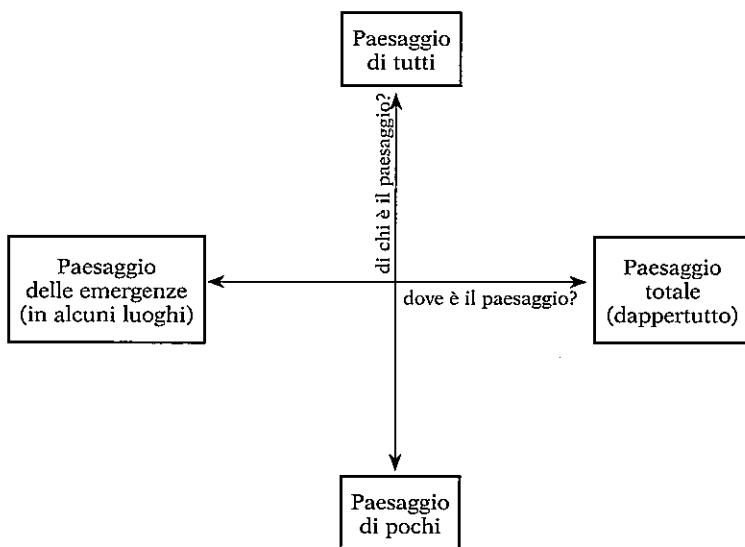 Paesaggio
di tutti
di chi è il paesaggio?
Paesaggio
delle emergenze
(in alcuni luoghi)
dove è il paesaggio?
Paesaggio
totale
(dappertutto)
Paesaggio
di pochi